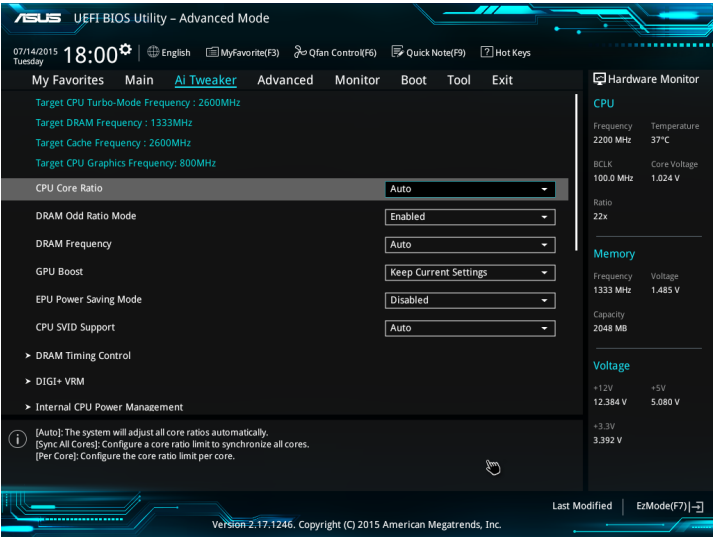 ASUS UEFI BIOS Utility – Advanced Mode
07/14/2015 Tuesday 18:00 English MyFavorite(F3) Qfan Control(F6) Quick Note(F9) ? Hot Keys
My Favorites Main Ai Tweaker Advanced Monitor Boot Tool Exit
Target CPU Turbo-Mode Frequency : 2600MHz
Target DRAM Frequency : 1333MHz
Target Cache Frequency : 2600MHz
Target CPU Graphics Frequency: 800MHz
CPU Core Ratio Auto
DRAM Odd Ratio Mode Enabled
DRAM Frequency Auto
GPU Boost Keep Current Settings
EPU Power Saving Mode Disabled
CPU SVID Support Auto
> DRAM Timing Control
> DIGI+ VRM
> Internal CPU Power Management
[Auto]: The system will adjust all core ratios automatically.
[Sync All Cores]: Configure a core ratio limit to synchronize all cores.
[Per Core]: Configure the core ratio limit per core.
Hardware Monitor
CPU
Frequency Temperature
2200 MHz 37°C
BCLK Core Voltage
100.0 MHz 1.024 V
Ratio
22x
Memory
Frequency Voltage
1333 MHz 1.485 V
Capacity
2048 MB
Voltage
+12V +5V
12.384 V 5.080 V
+3.3V
3.392 V
Last Modified EzMode(F7)
Version 2.17.1246. Copyright (C) 2015 American Megatrends, Inc.